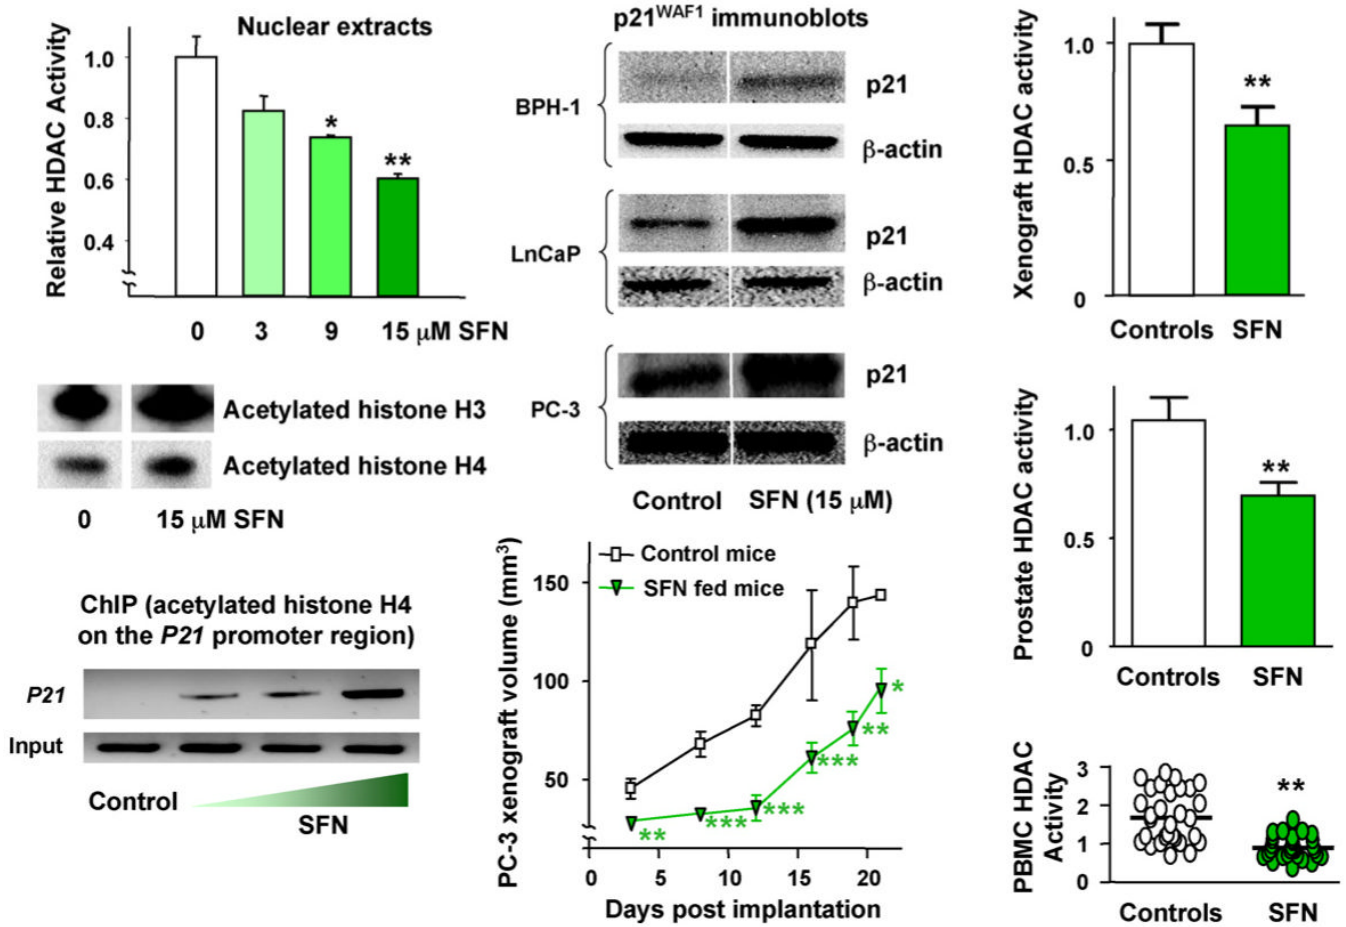 Nuclear extracts
Relative HDAC Activity
1.0
0.8
0.6
0.4
*
**
0 3 9 15 μM SFN
Acetylated histone H3
Acetylated histone H4
0 15 μM SFN
ChIP (acetylated histone H4
on the P21 promoter region)
P21
Input
Control
SFN
p21WAF1 immunoblots
BPH-1
p21
β-actin
LnCaP
p21
β-actin
PC-3
p21
β-actin
Control SFN (15 μM)
PC-3 xenograft volume (mm³)
Control mice
SFN fed mice
150
100
50
**
***
***
***
**
*
0 5 10 15 20
Days post implantation
Xenograft HDAC activity
1.0
0.5
0
**
Controls SFN
Prostate HDAC activity
1.0
0.5
0
**
Controls SFN
PBMC HDAC
Activity
3
2
1
0
**
Controls SFN